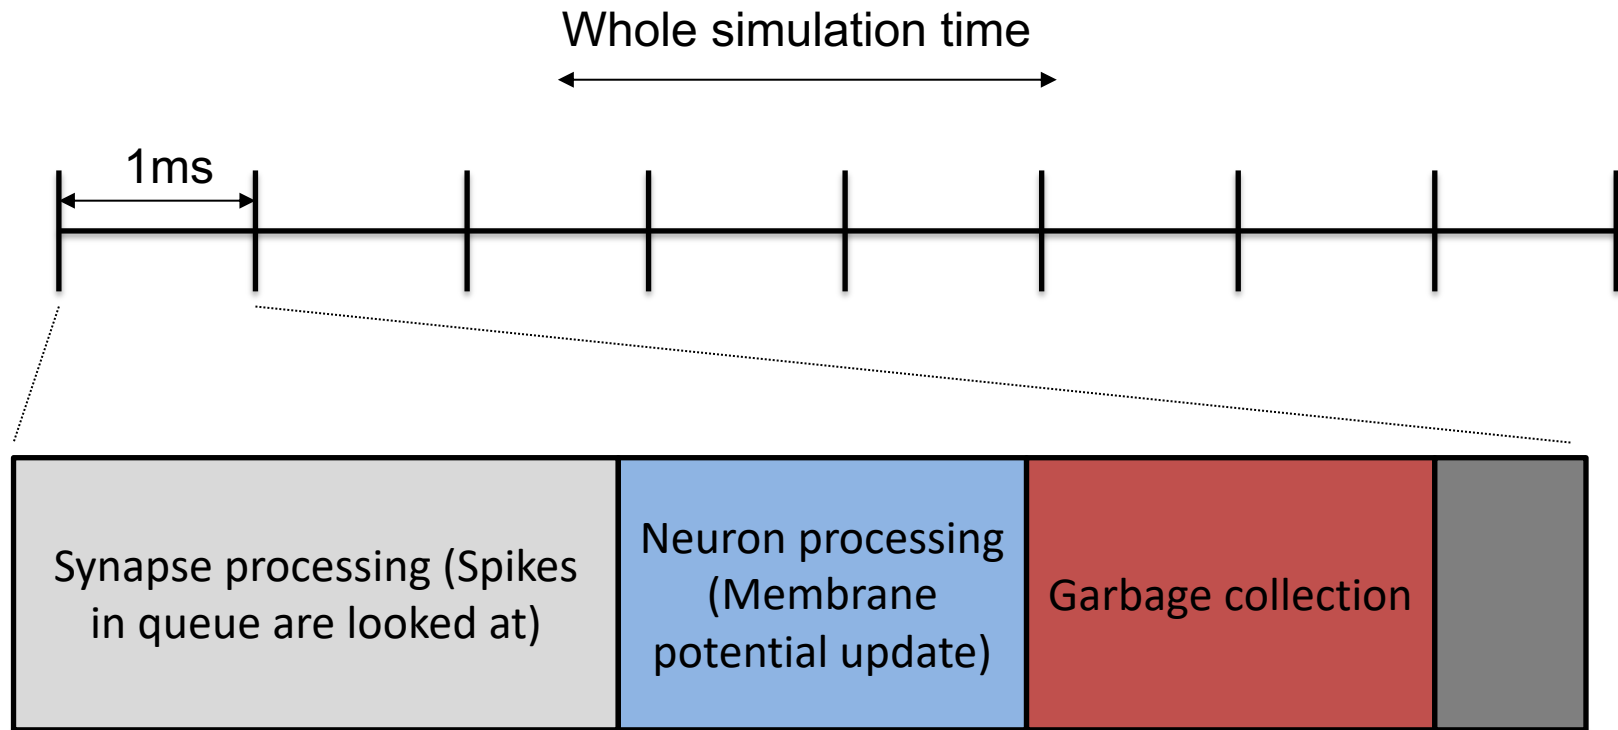 Whole simulation time
1ms
Synapse processing (Spikes
in queue are looked at)
Neuron processing
(Membrane
potential update)
Garbage collection